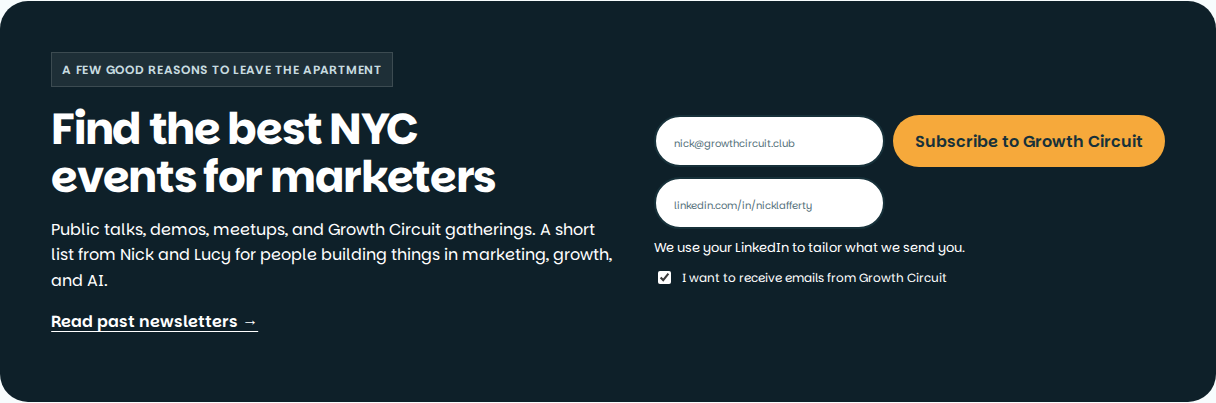 A FEW GOOD REASONS TO LEAVE THE APARTMENT
Find the best NYC
events for marketers
Public talks, demos, meetups, and Growth Circuit gatherings. A short
list from Nick and Lucy for people building things in marketing, growth,
and AI.
Read past newsletters →
nick@growthcircuit.club
Subscribe to Growth Circuit
linkedin.com/in/nicklafferty
We use your LinkedIn to tailor what we send you.
I want to receive emails from Growth Circuit